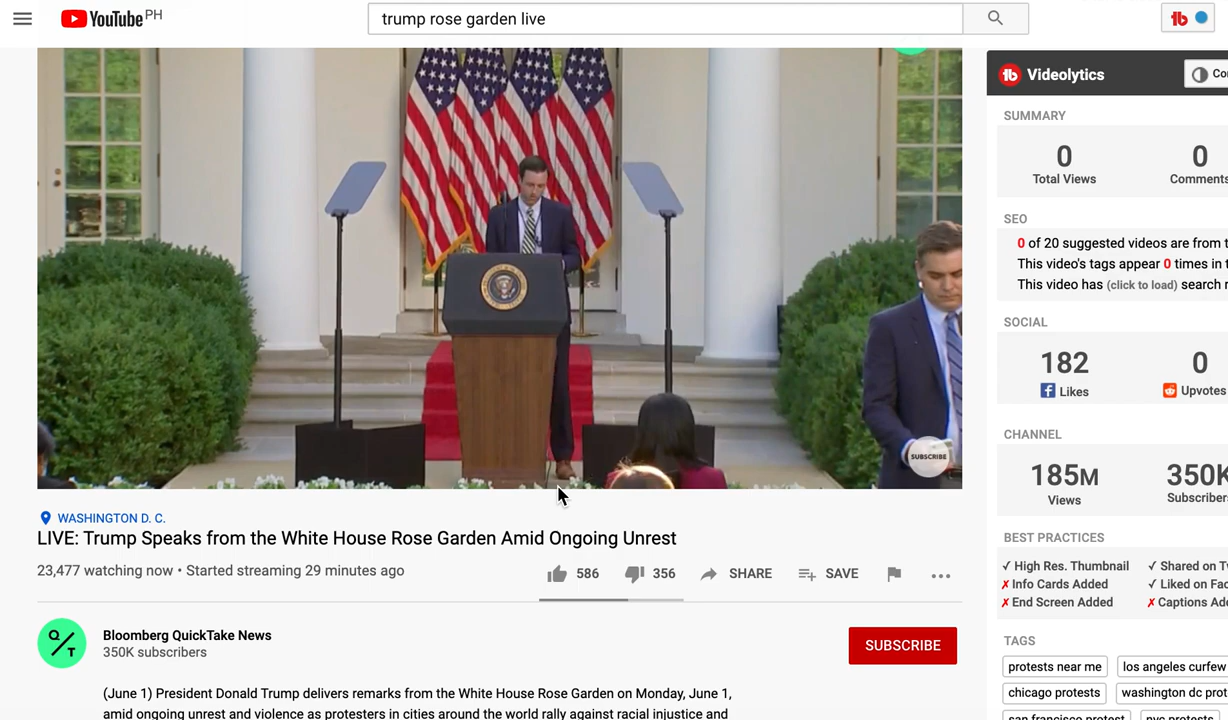 YouTube PH
trump rose garden live
Videolytics
SUMMARY
0
0
Total Views
Comments
SEO
0 of 20 suggested videos are from
This video's tags appear 0 times in
This video has (click to load) search
SOCIAL
182
0
Likes
Upvotes
CHANNEL
185M
350K
Views
Subscribers
BEST PRACTICES
✓ High Res. Thumbnail
✓ Shared on
✗ Info Cards Added
✓ Liked on
✗ End Screen Added
✗ Captions
TAGS
protests near me
los angeles curfew
chicago protests
washington dc
SUBSCRIBE
WASHINGTON D. C.
LIVE: Trump Speaks from the White House Rose Garden Amid Ongoing Unrest
23,477 watching now • Started streaming 29 minutes ago
586
356
SHARE
SAVE
Q/T
Bloomberg QuickTake News
350K subscribers
SUBSCRIBE
(June 1) President Donald Trump delivers remarks from the White House Rose Garden on Monday, June 1,
amid ongoing unrest and violence as protesters in cities around the world rally against racial injustice and